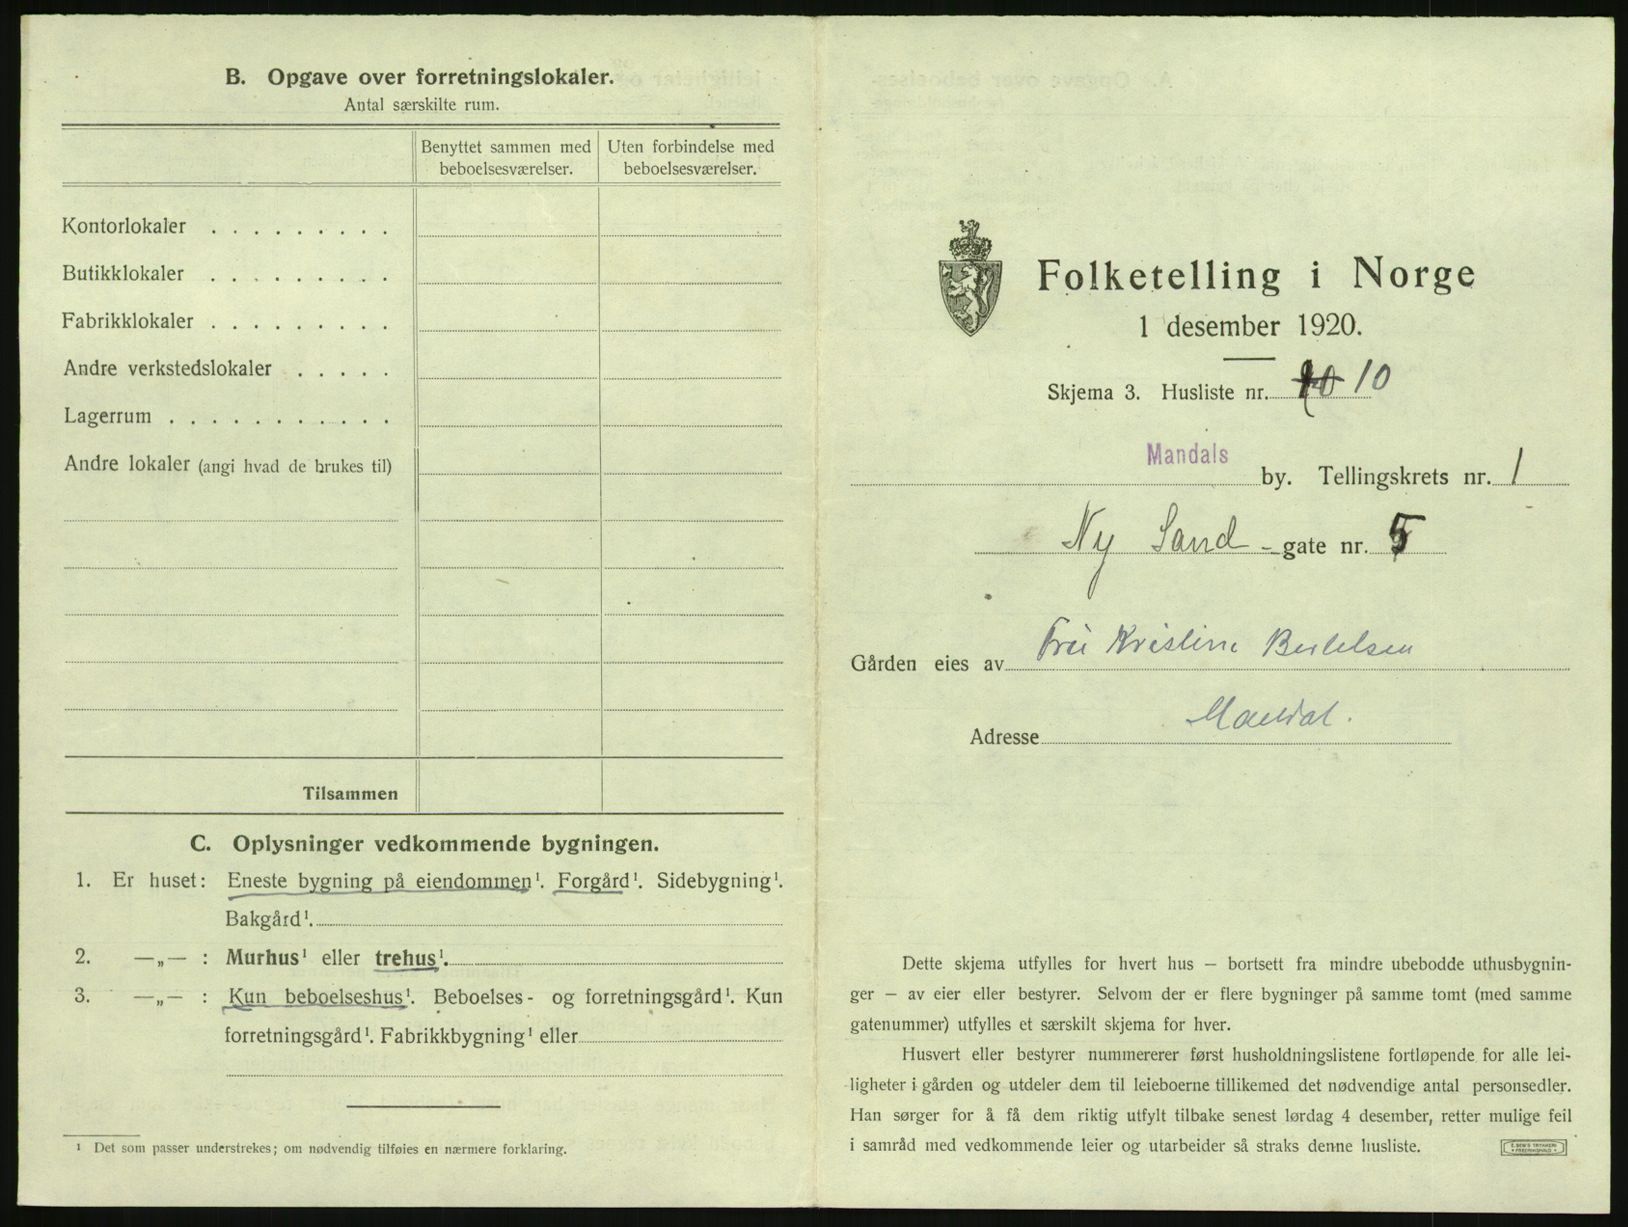 B. Opgave over forretningslokaler.
Antal særskilte rum.
Benyttet sammen med beboelsesværelser.
Uten forbindelse med beboelsesværelser.
Kontorlokaler . . . . . . . . .
Butikklokaler . . . . . . . . .
Fabrikklokaler . . . . . . . . .
Andre verkstedslokaler . . . . .
Lagerrum . . . . . . . . . . .
Andre lokaler (angi hvad de brukes til)
Tilsammen
C. Oplysninger vedkommende bygningen.
1. Er huset: Eneste bygning på eiendommen¹. Forgård¹. Sidebygning¹.
Bakgård¹.
2. —„— : Murhus¹ eller trehus¹.
3. —„— : Kun beboelseshus¹. Beboelses- og forretningsgård¹. Kun
forretningsgård¹. Fabrikkbygning¹ eller
¹ Det som passer understrekes; om nødvendig tilføies en nærmere forklaring.
Folketelling i Norge
1 desember 1920.
Skjema 3. Husliste nr. 10
Mandals
by. Tellingskrets nr. 1
Ny Sand - gate nr. 5
Gården eies av Fru Kristine Bertelsen
Adresse Mandal.
Dette skjema utfylles for hvert hus — bortsett fra mindre ubebodde uthusbygnin-
ger — av eier eller bestyrer. Selvom der er flere bygninger på samme tomt (med samme
gatenummer) utfylles et særskilt skjema for hver.
Husvert eller bestyrer nummererer først husholdningslistene fortløpende for alle lei-
ligheter i gården og utdeler dem til leieboerne tillikemed det nødvendige antal personsedler.
Han sørger for å få dem riktig utfylt tilbake senest lørdag 4 desember, retter mulige feil
i samråd med vedkommende leier og utarbeider så straks denne husliste.